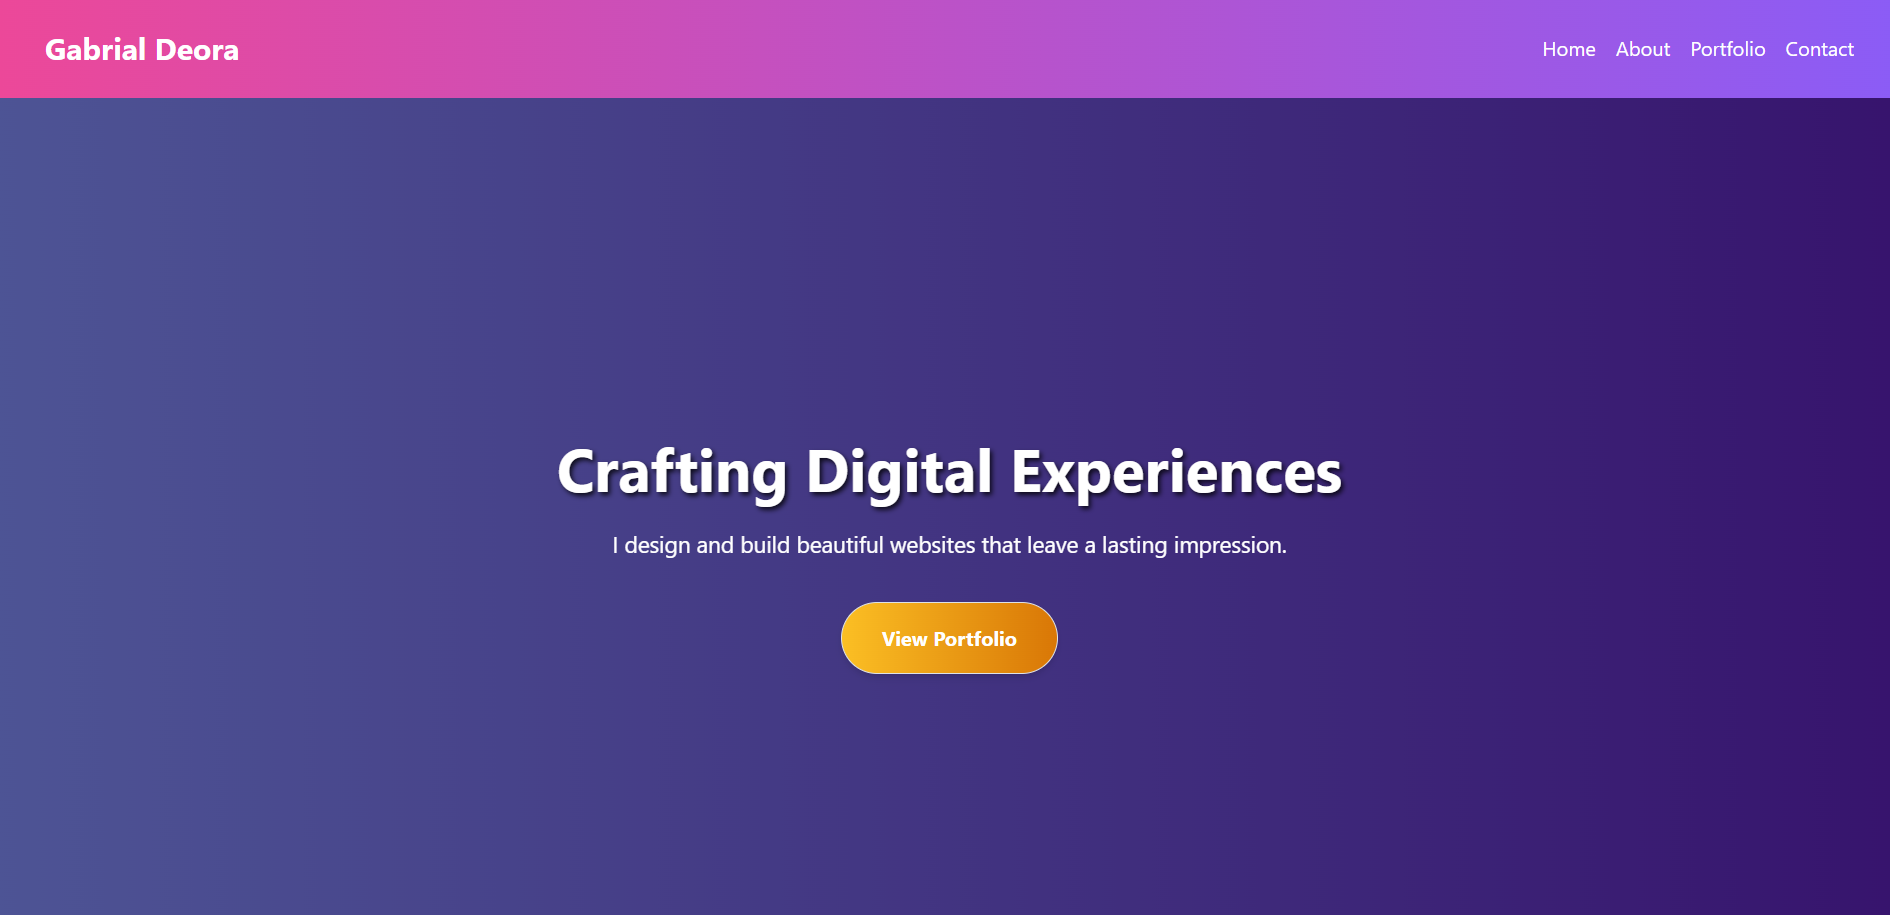 Gabrial Deora
Home About Portfolio Contact
Crafting Digital Experiences
I design and build beautiful websites that leave a lasting impression.
View Portfolio